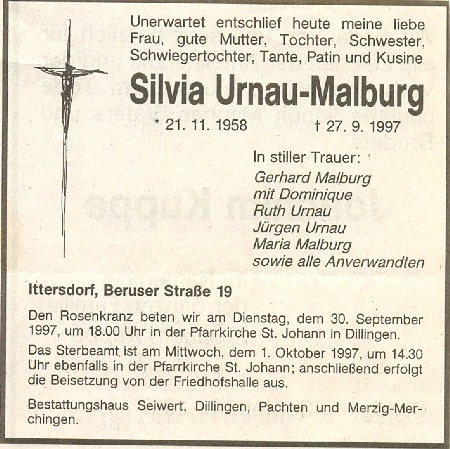 Unerwartet entschlief heute meine liebe
Frau, gute Mutter, Tochter, Schwester,
Schwiegertochter, Tante, Patin und Kusine
Silvia Urnau-Malburg
* 21. 11. 1958 † 27. 9. 1997
In stiller Trauer:
Gerhard Malburg
mit Dominique
Ruth Urnau
Jürgen Urnau
Maria Malburg
sowie alle Anverwandten
Ittersdorf, Beruser Straße 19
Den Rosenkranz beten wir am Dienstag, dem 30. September
1997, um 18.00 Uhr in der Pfarrkirche St. Johann in Dillingen.
Das Sterbeamt ist am Mittwoch, dem 1. Oktober 1997, um 14.30
Uhr ebenfalls in der Pfarrkirche St. Johann; anschließend erfolgt
die Beisetzung von der Friedhofshalle aus.
Bestattungshaus Seiwert, Dillingen, Pachten und Merzig-Mer-
chingen.